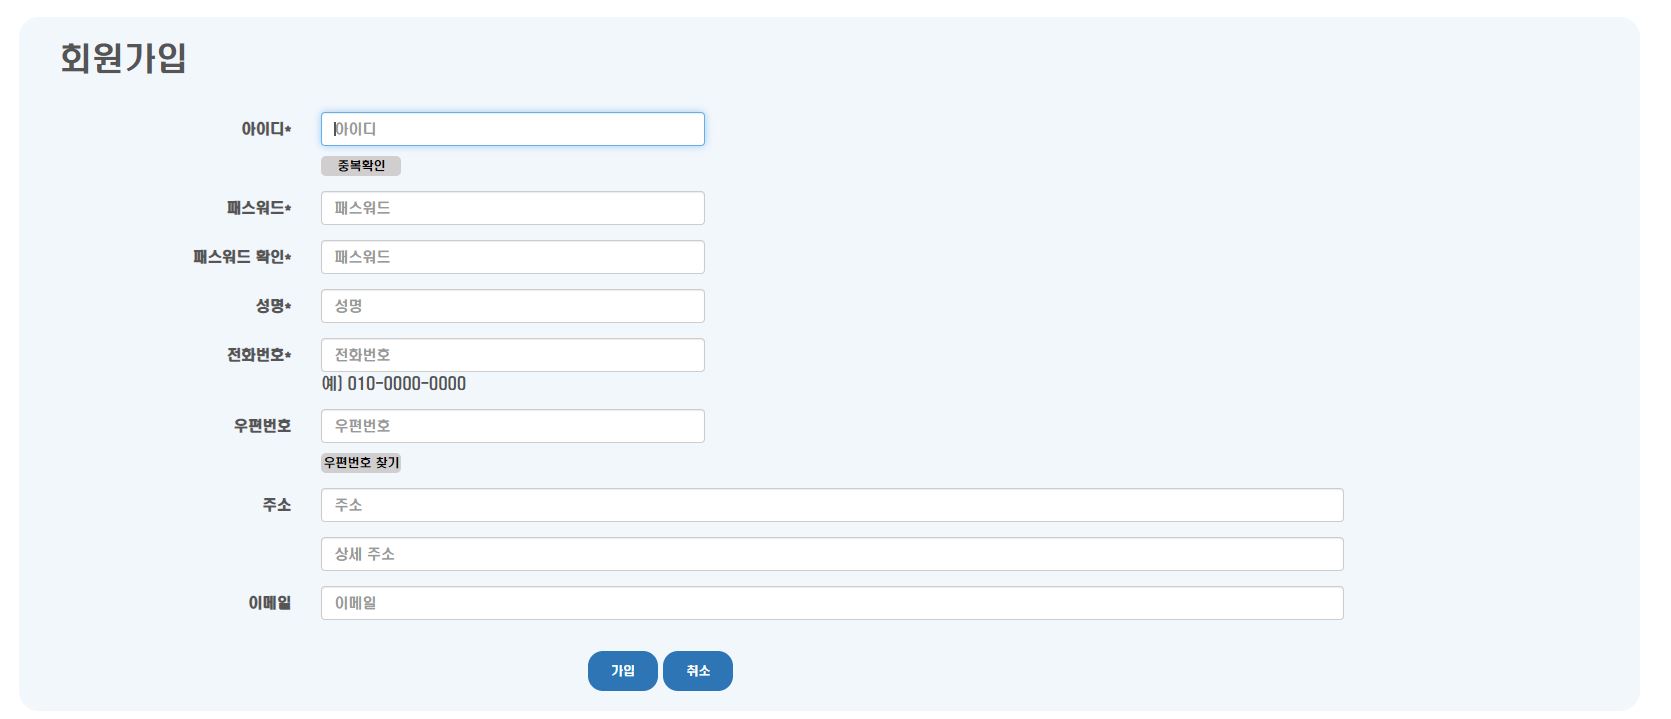 회원가입
아이디* 아이디
중복확인
패스워드* 패스워드
패스워드 확인* 패스워드
성명* 성명
전화번호* 전화번호
예) 010-0000-0000
우편번호 우편번호
우편번호 찾기
주소 주소
상세 주소
이메일 이메일
가입 취소